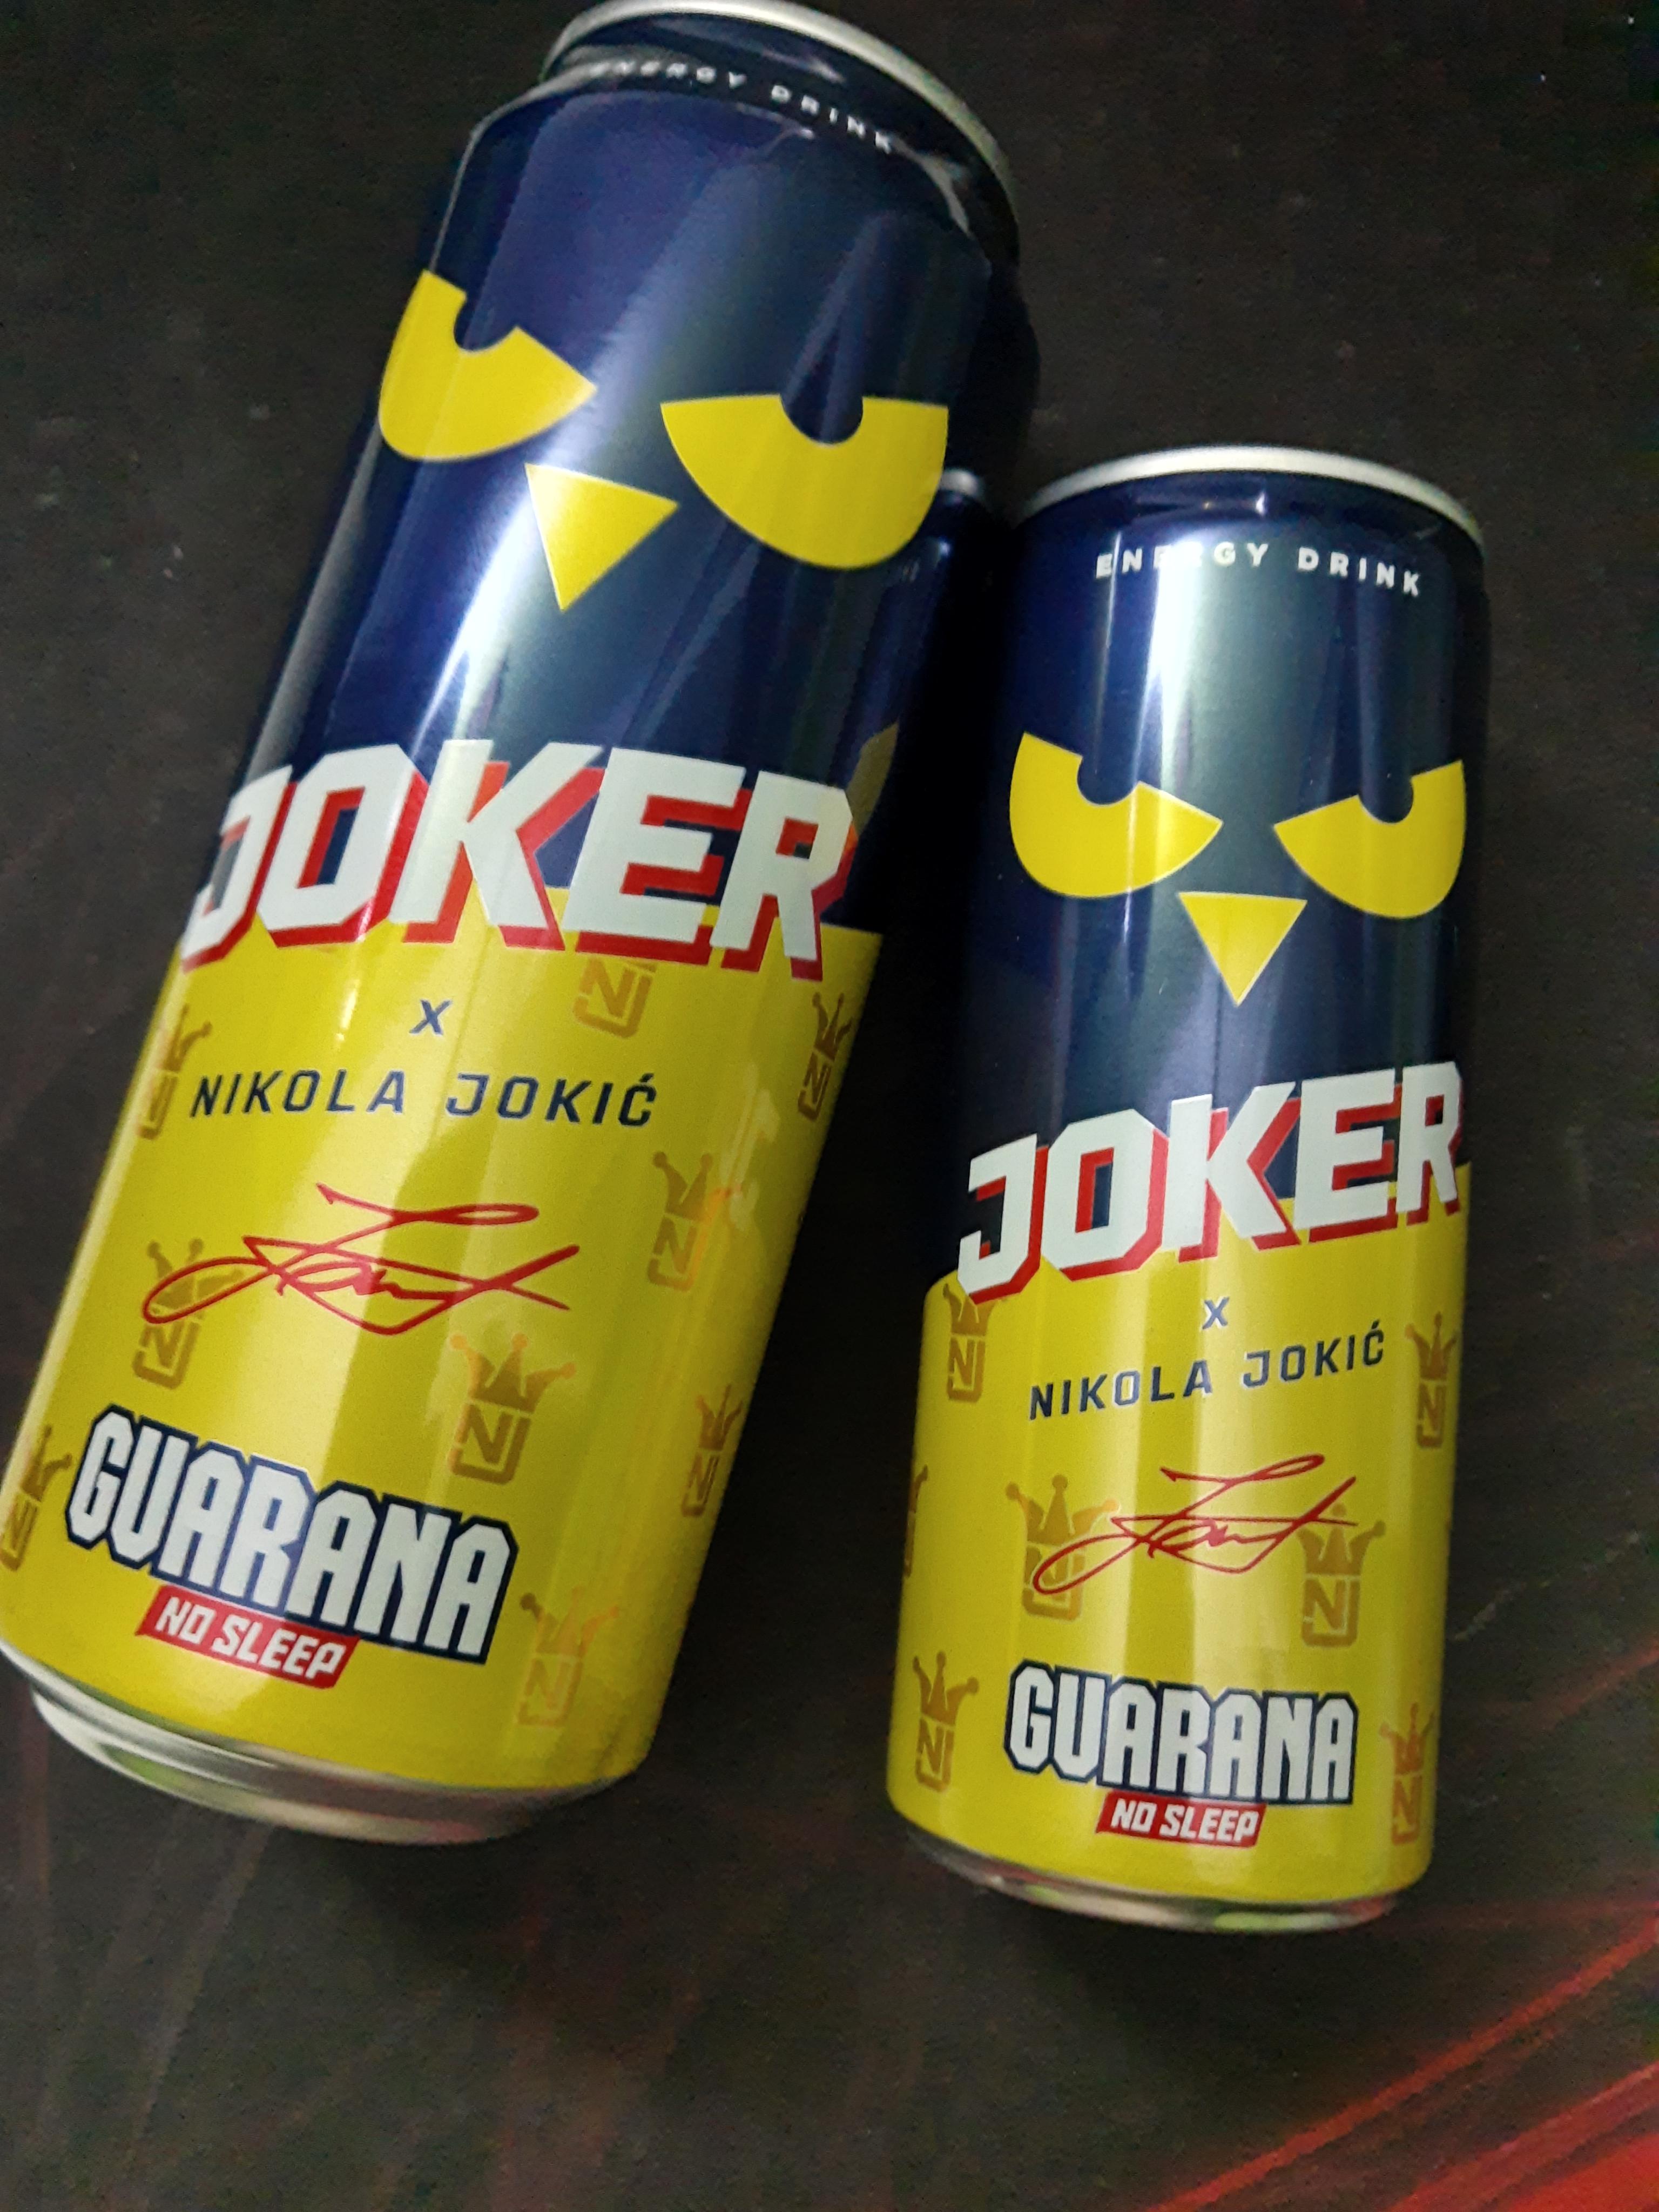 ENERGY DRINK
JOKER
x
NIKOLA JOKIĆ
GUARANA
NO SLEEP
ENERGY DRINK
JOKER
x
NIKOLA JOKIĆ
GUARANA
NO SLEEP